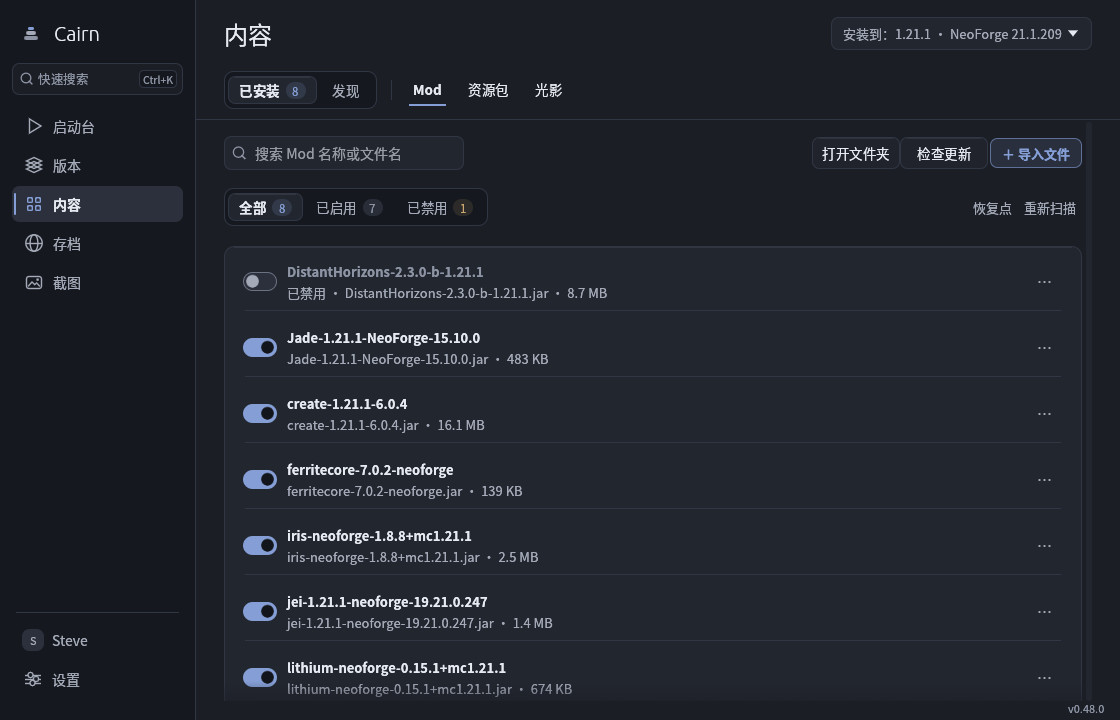 Cairn
快速搜索 Ctrl+K
启动台
版本
内容
存档
截图
S Steve
设置
内容
安装到：1.21.1 • NeoForge 21.1.209
已安装 8 发现 Mod 资源包 光影
搜索 Mod 名称或文件名
打开文件夹 检查更新 + 导入文件
全部 8 已启用 7 已禁用 1
恢复点 重新扫描
DistantHorizons-2.3.0-b-1.21.1
已禁用 • DistantHorizons-2.3.0-b-1.21.1.jar • 8.7 MB
Jade-1.21.1-NeoForge-15.10.0
Jade-1.21.1-NeoForge-15.10.0.jar • 483 KB
create-1.21.1-6.0.4
create-1.21.1-6.0.4.jar • 16.1 MB
ferritecore-7.0.2-neoforge
ferritecore-7.0.2-neoforge.jar • 139 KB
iris-neoforge-1.8.8+mc1.21.1
iris-neoforge-1.8.8+mc1.21.1.jar • 2.5 MB
jei-1.21.1-neoforge-19.21.0.247
jei-1.21.1-neoforge-19.21.0.247.jar • 1.4 MB
lithium-neoforge-0.15.1+mc1.21.1
lithium-neoforge-0.15.1+mc1.21.1.jar • 674 KB
v0.48.0